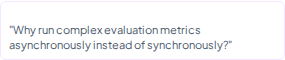 "Why run complex evaluation metrics
asynchronously instead of synchronously?"